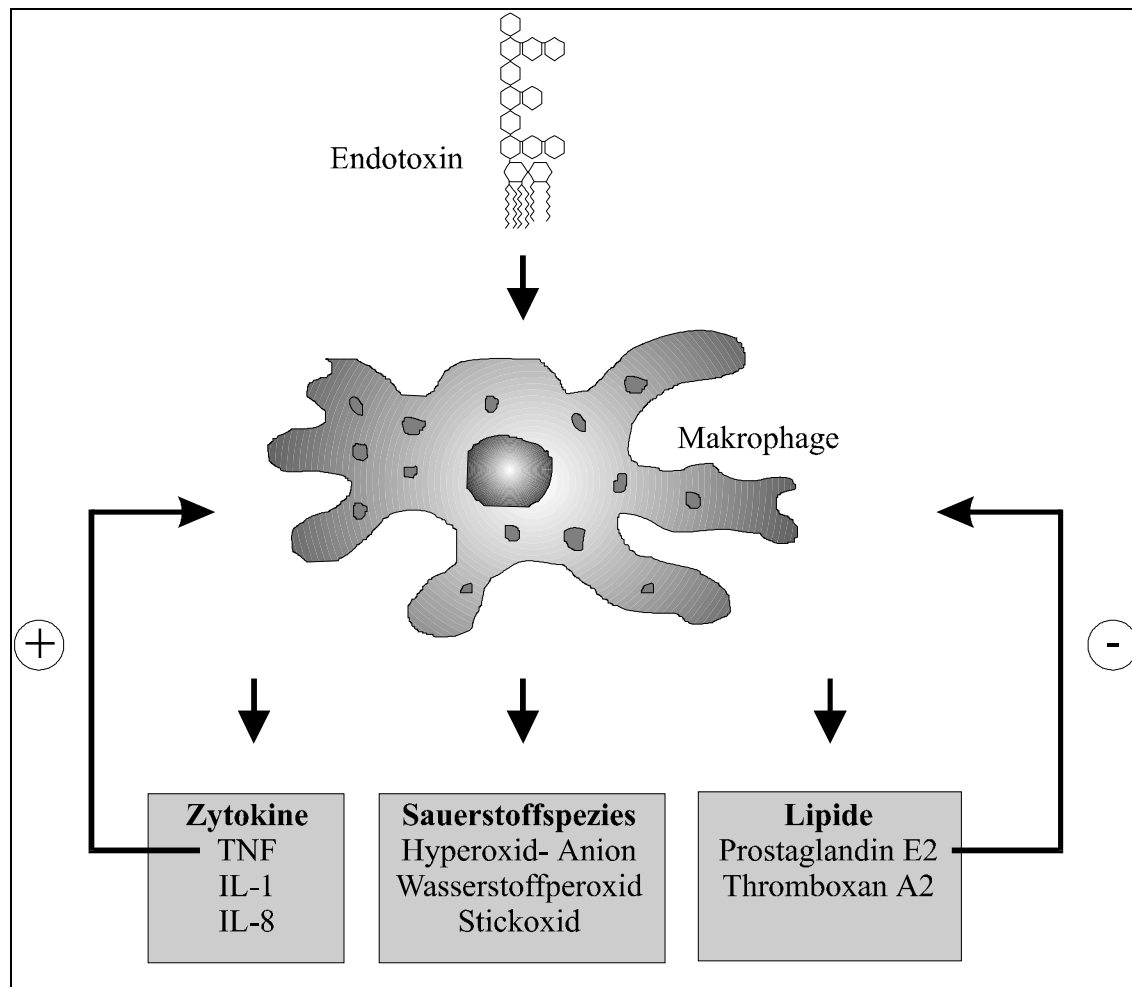 Endotoxin
Makrophage
+
-
Zytokine
TNF
IL-1
IL-8
Sauerstoffspezies
Hyperoxid- Anion
Wasserstoffperoxid
Stickoxid
Lipide
Prostaglandin E2
Thromboxan A2